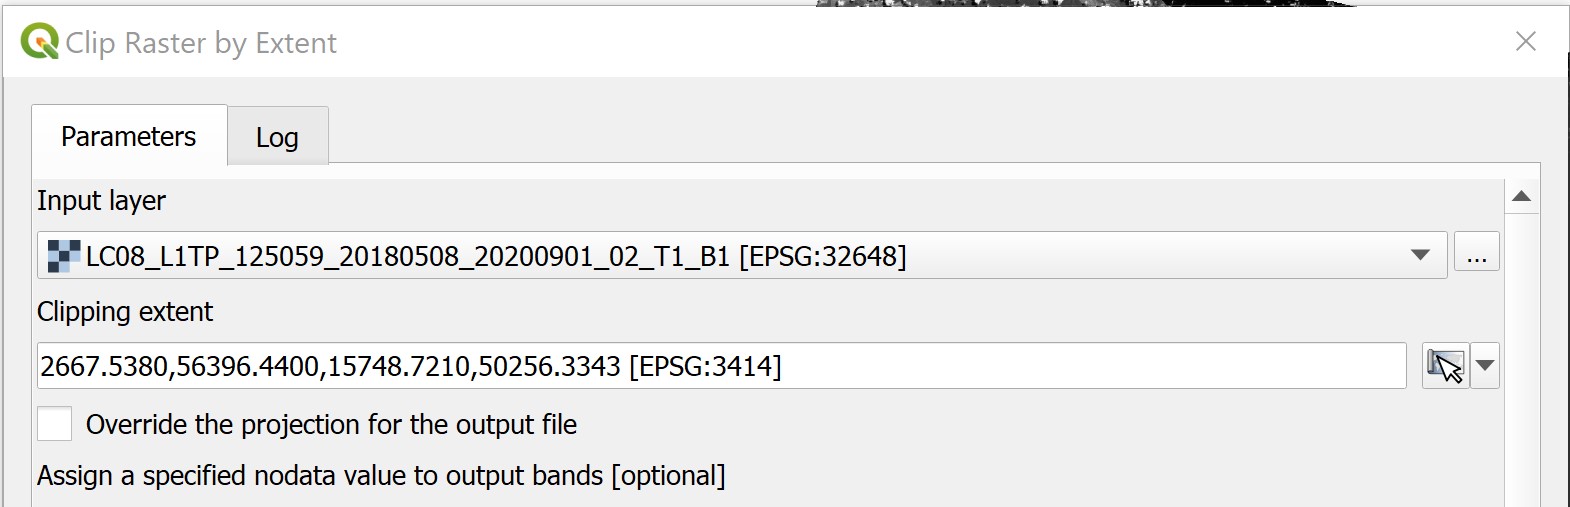 Clip Raster by Extent
Parameters
Log
Input layer
LC08_L1TP_125059_20180508_20200901_02_T1_B1 [EPSG:32648]
...
Clipping extent
2667.5380,56396.4400,15748.7210,50256.3343 [EPSG:3414]
Override the projection for the output file
Assign a specified nodata value to output bands [optional]